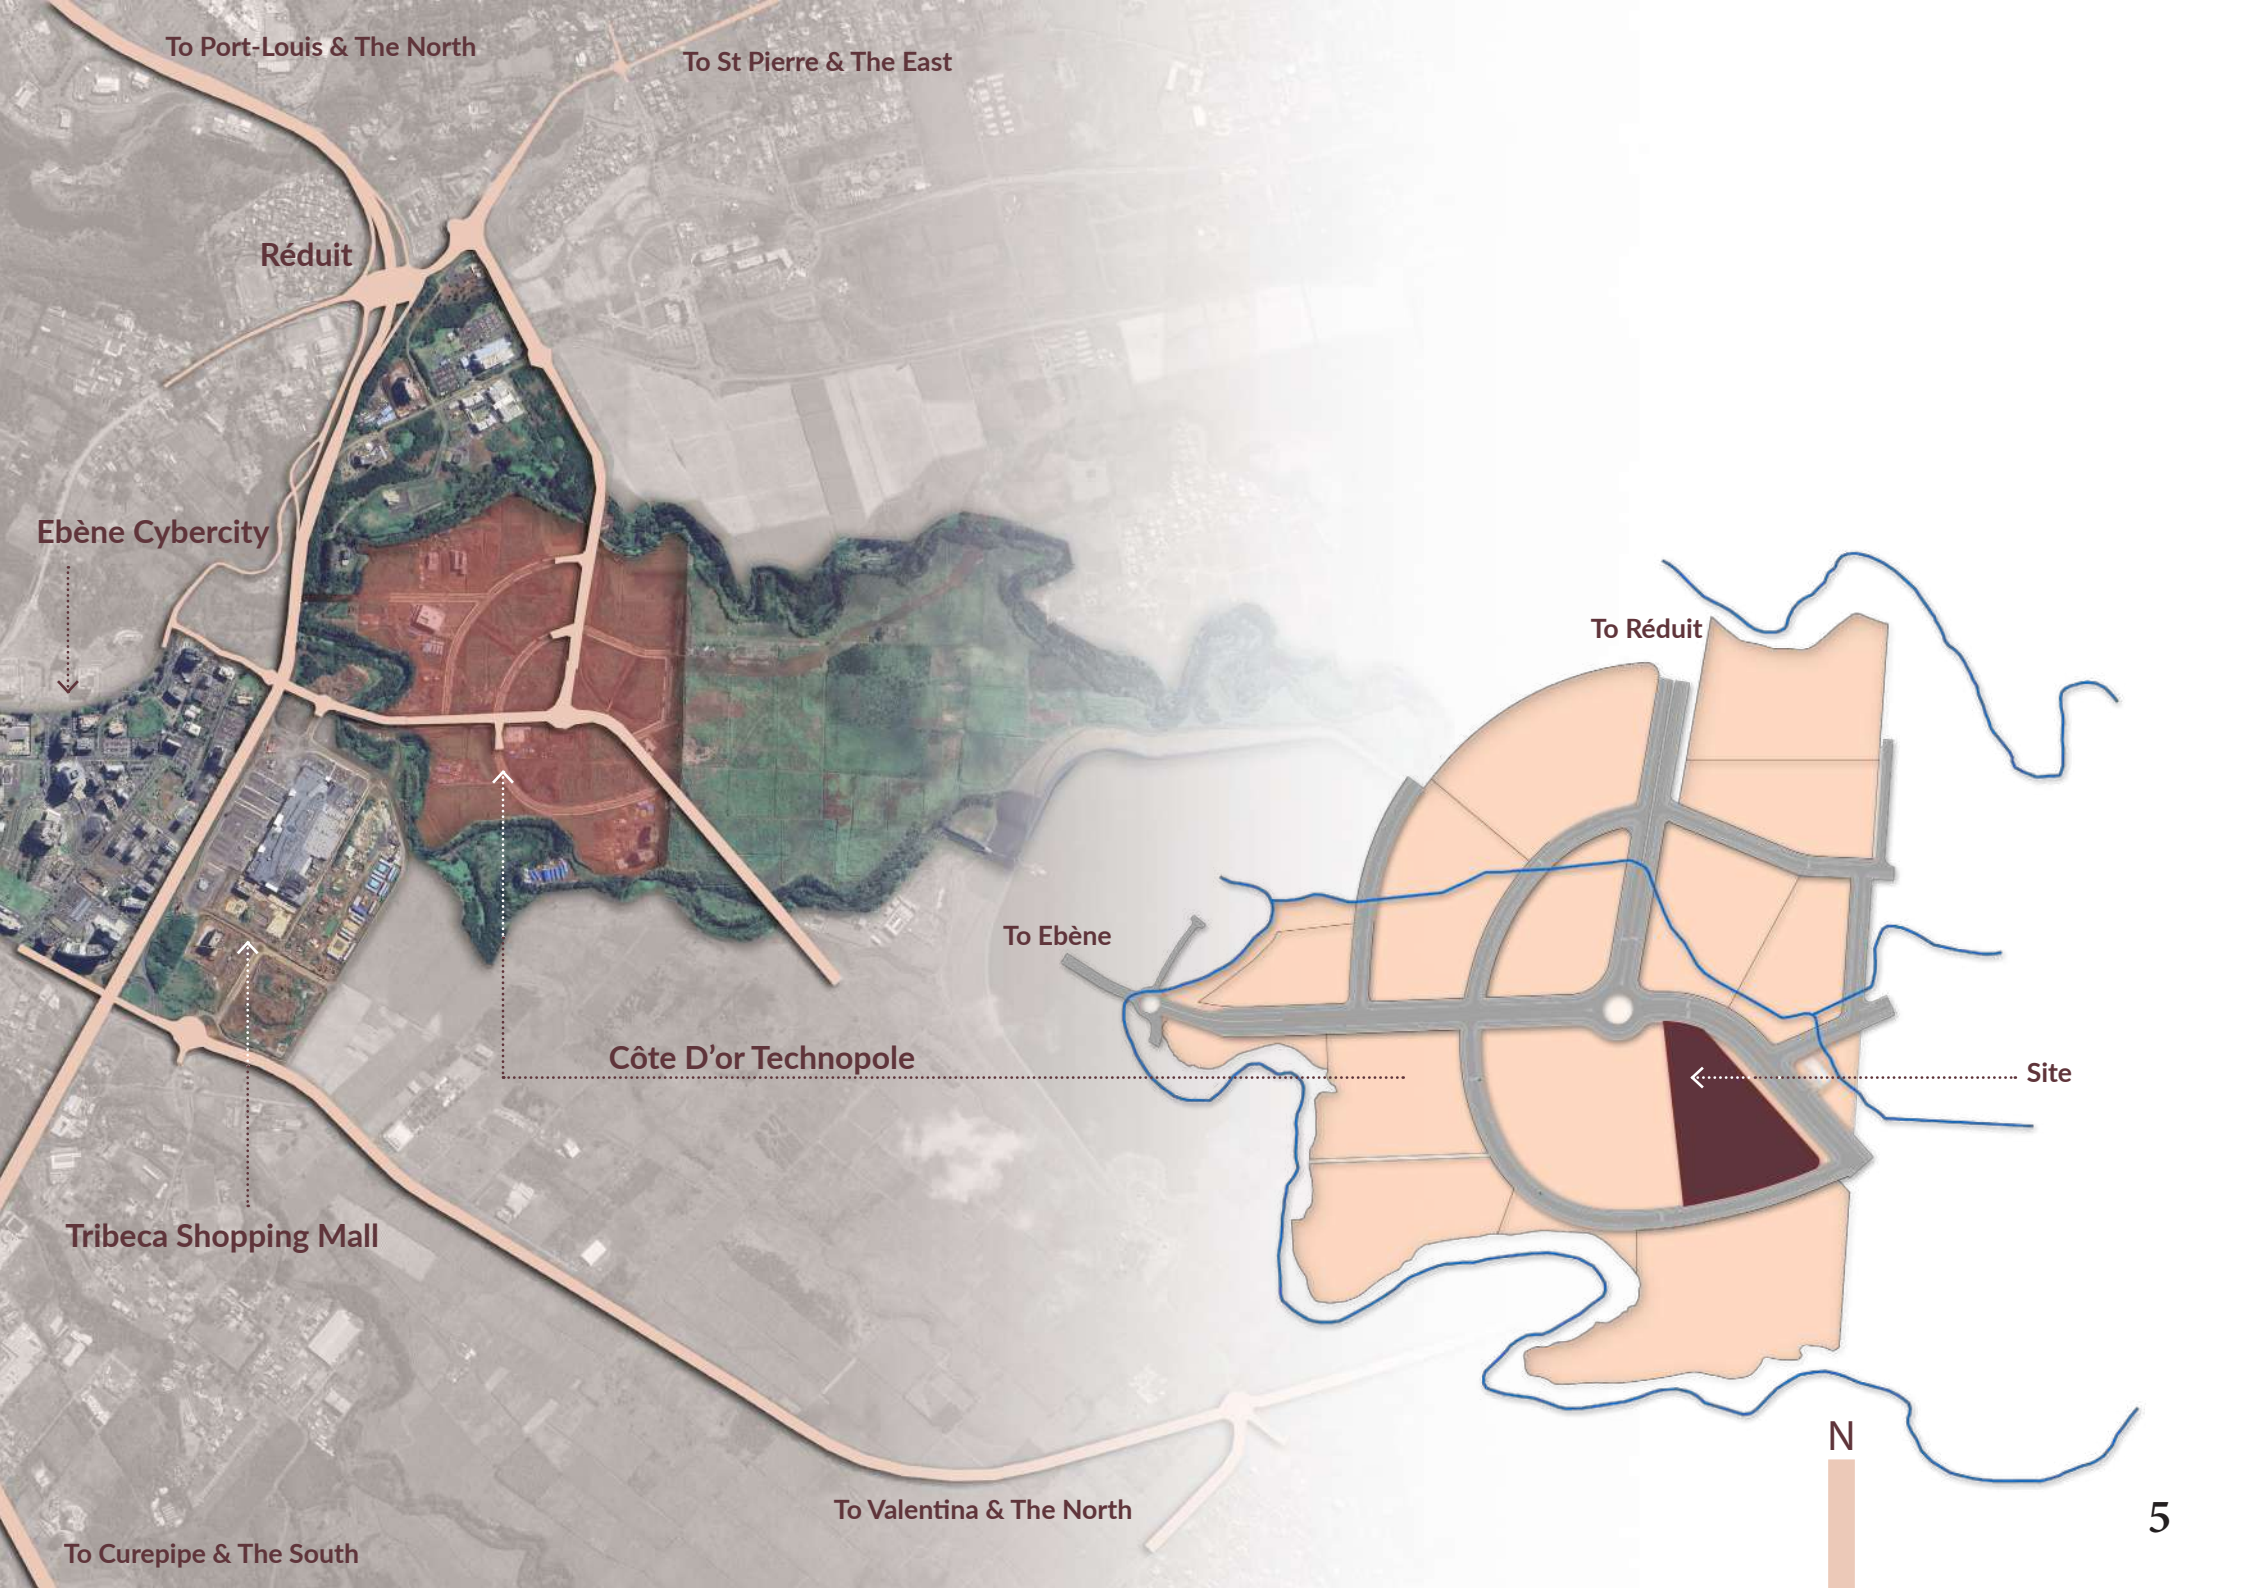 To Port-Louis & The North
To St Pierre & The East
Réduit
Ebène Cybercity
To Réduit
To Ebène
Côte D’or Technopole
Site
Tribeca Shopping Mall
N
To Valentina & The North
5
To Curepipe & The South